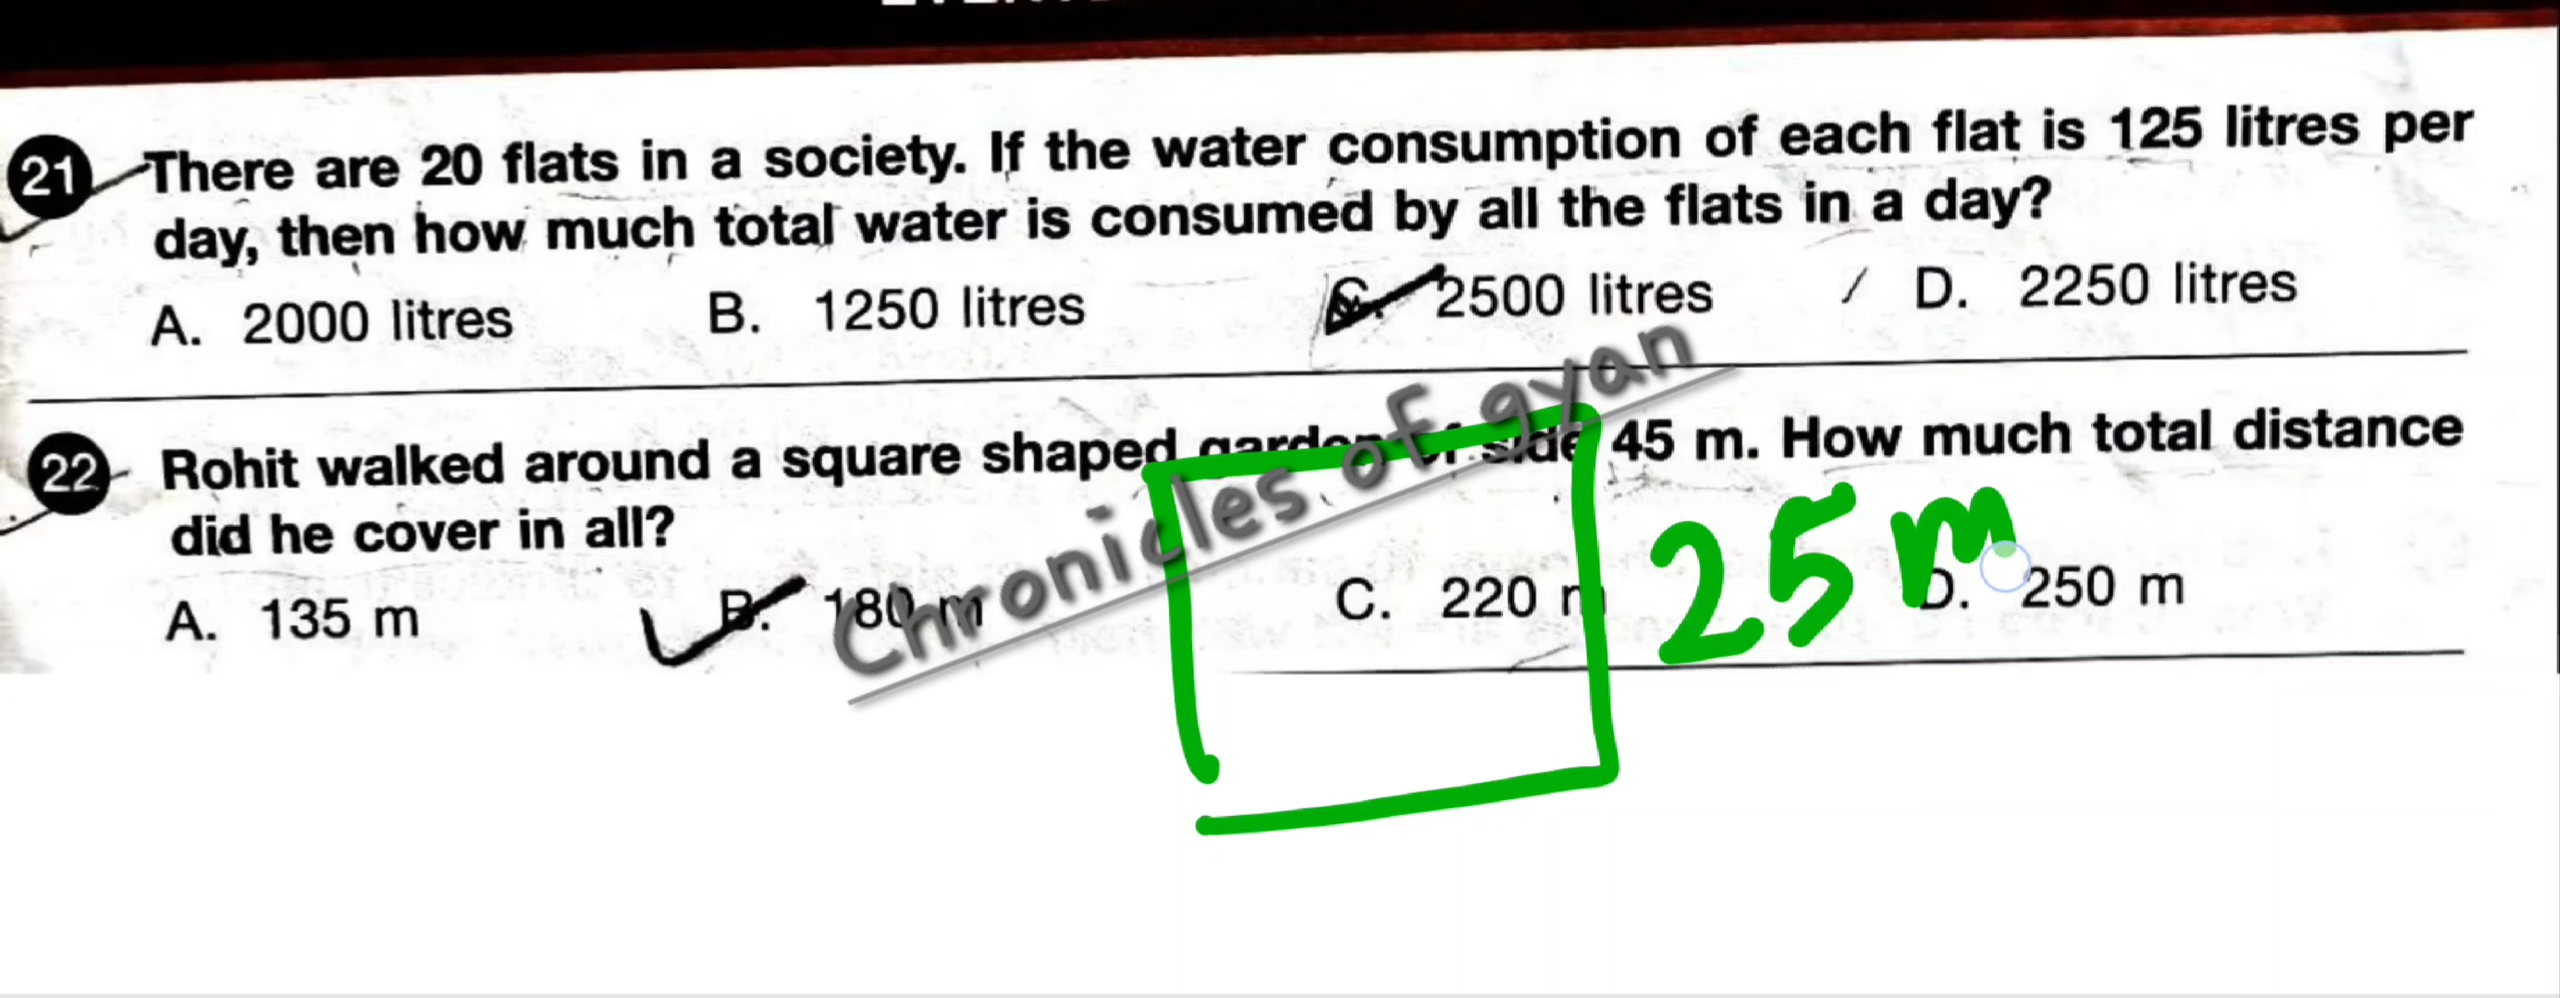 21 There are 20 flats in a society. If the water consumption of each flat is 125 litres per
day, then how much total water is consumed by all the flats in a day?
A. 2000 litres B. 1250 litres C. 2500 litres D. 2250 litres
22 Rohit walked around a square shaped garden of side 45 m. How much total distance
did he cover in all?
A. 135 m B. 180 m C. 220 m D. 250 m
Chronicles of gyan
25 m